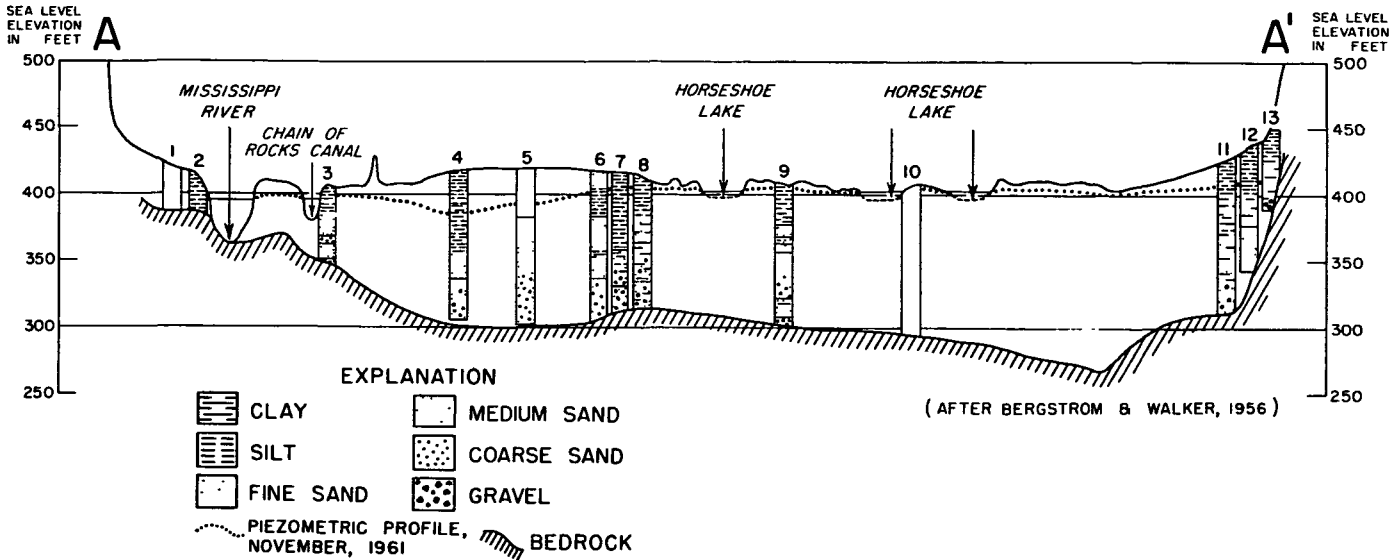 SEA LEVEL
ELEVATION
IN FEET
A
A'
SEA LEVEL
ELEVATION
IN FEET
500
450
400
350
300
250
500
450
400
350
300
250
MISSISSIPPI
RIVER
CHAIN OF
ROCKS CANAL
HORSESHOE
LAKE
HORSESHOE
LAKE
1
2
3
4
5
6
7
8
9
10
11
12
13
EXPLANATION
CLAY
SILT
FINE SAND
MEDIUM SAND
COARSE SAND
GRAVEL
PIEZOMETRIC PROFILE,
NOVEMBER, 1961
BEDROCK
(AFTER BERGSTROM & WALKER, 1956)